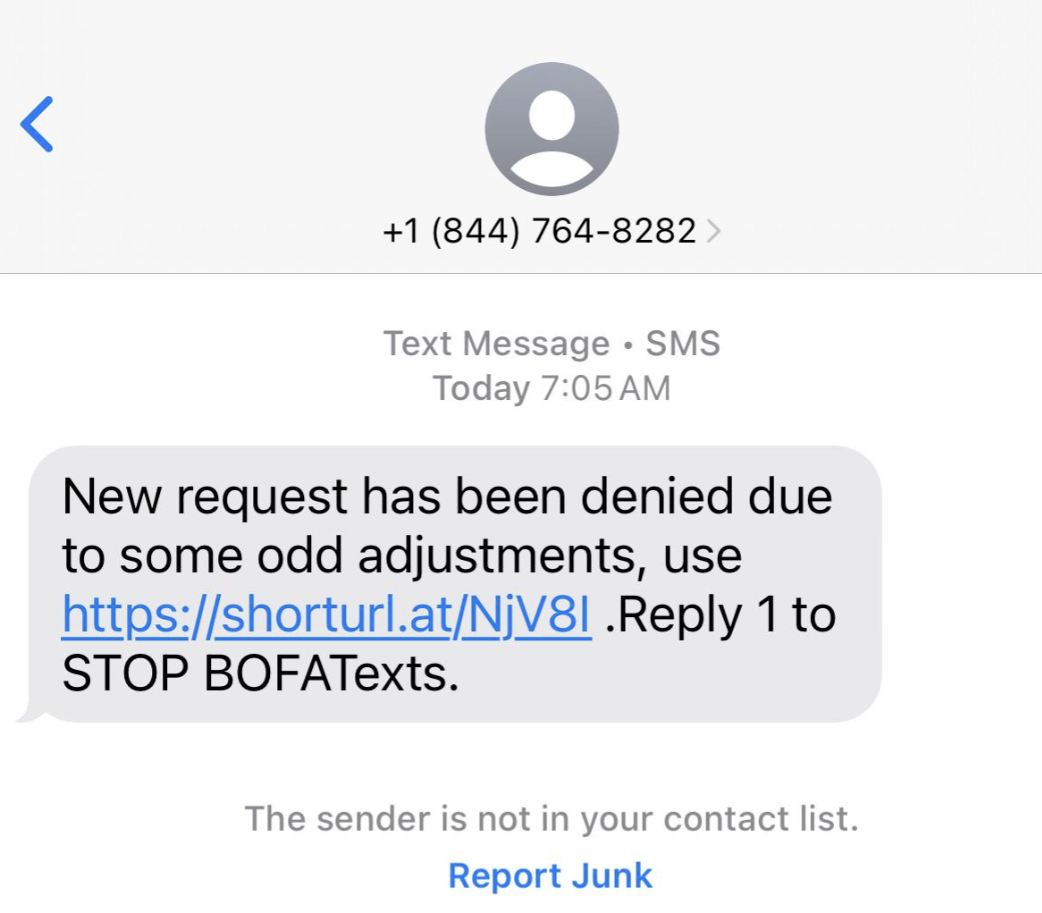 +1 (844) 764-8282
Text Message • SMS
Today 7:05 AM
New request has been denied due
to some odd adjustments, use
https://shorturl.at/NjV8I .Reply 1 to
STOP BOFATexts.
The sender is not in your contact list.
Report Junk